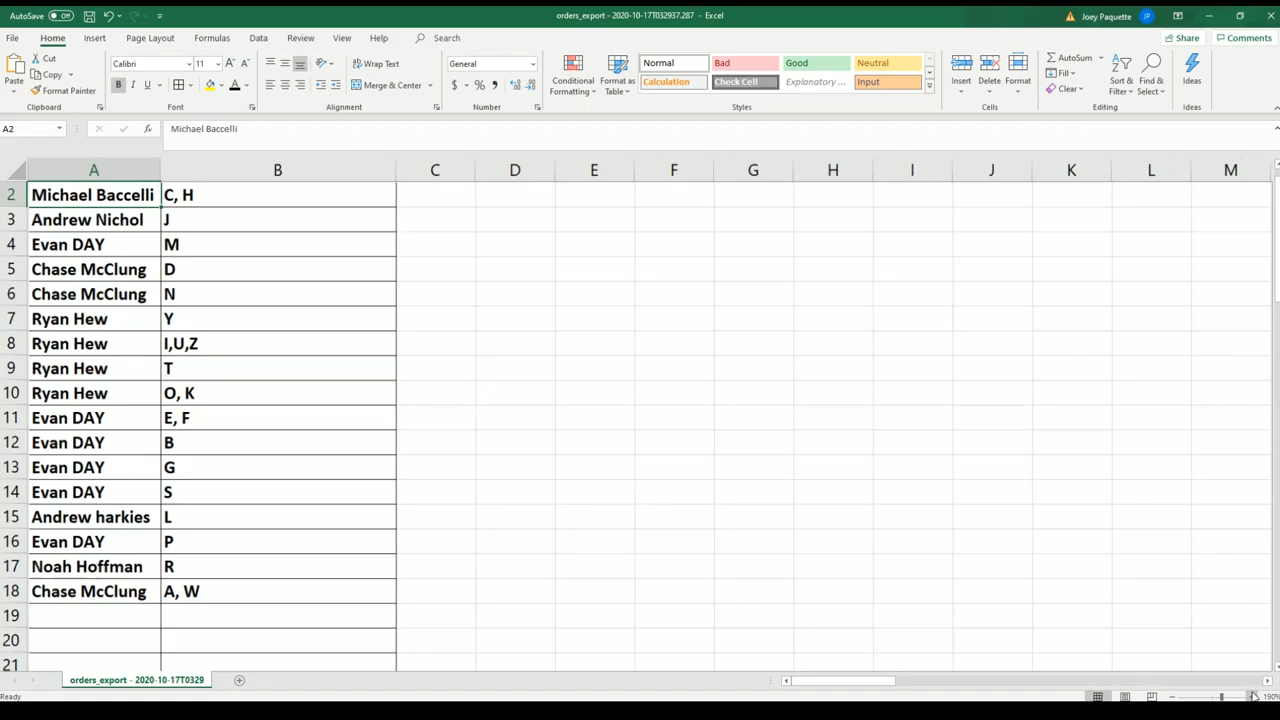 AutoSave Off orders_export - 2020-10-17T032937.287 - Excel Joey Paquette JP
File Home Insert Page Layout Formulas Data Review View Help Search Share Comments
Cut Calibri 11 A A Wrap Text General Normal Bad Good Neutral AutoSum
Copy Fill
Format Painter B I U Merge & Center $ % Calculation Check Cell Explanatory ... Input Clear
Paste Conditional Formatting Format as Table Insert Delete Format Sort & Filter Find & Select Ideas
Clipboard Font Alignment Number Styles Cells Editing Ideas
A2 fx Michael Baccelli
A B C D E F G H I J K L M
2 Michael Baccelli C, H
3 Andrew Nichol J
4 Evan DAY M
5 Chase McClung D
6 Chase McClung N
7 Ryan Hew Y
8 Ryan Hew I,U,Z
9 Ryan Hew T
10 Ryan Hew O, K
11 Evan DAY E, F
12 Evan DAY B
13 Evan DAY G
14 Evan DAY S
15 Andrew harkies L
16 Evan DAY P
17 Noah Hoffman R
18 Chase McClung A, W
19
20
21
orders_export - 2020-10-17T0329
Ready 190%